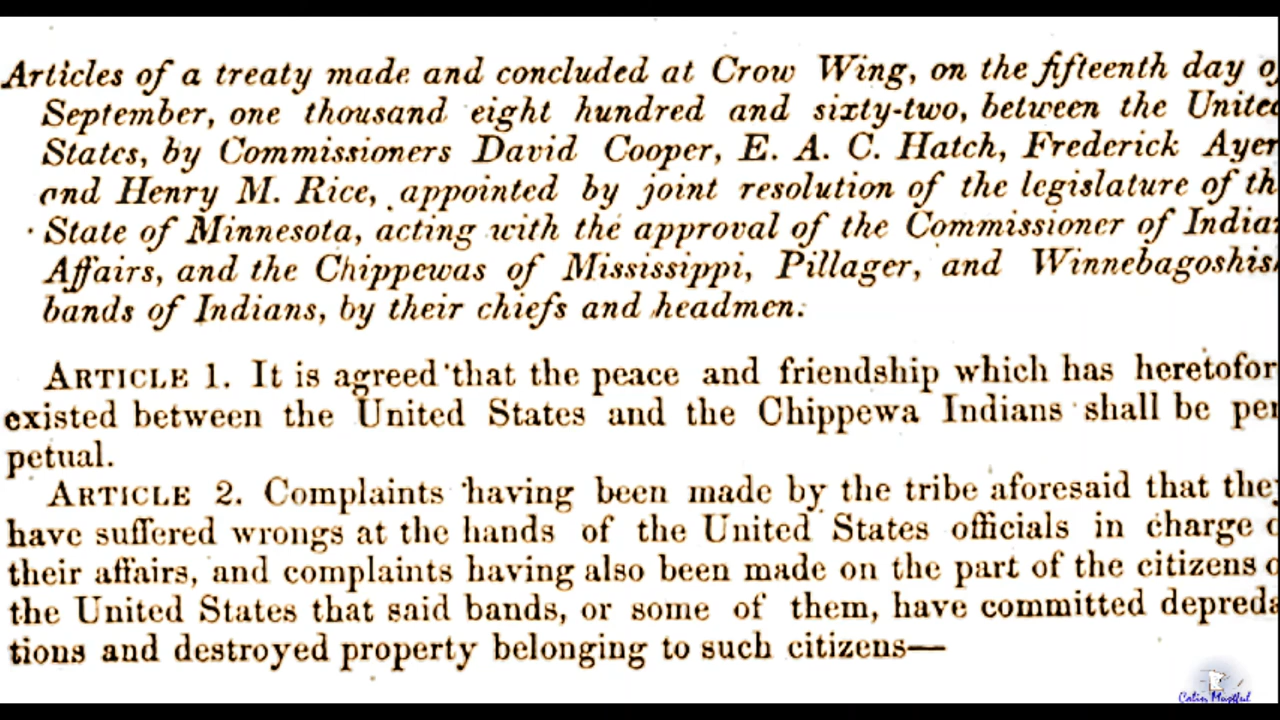 Articles of a treaty made and concluded at Crow Wing, on the fifteenth day o
September, one thousand eight hundred and sixty-two, between the Unite
States, by Commissioners David Cooper, E. A. C. Hatch, Frederick Ayer
and Henry M. Rice, appointed by joint resolution of the legislature of th
State of Minnesota, acting with the approval of the Commissioner of India
Affairs, and the Chippewas of Mississippi, Pillager, and Winnebagoshis
bands of Indians, by their chiefs and headmen.
ARTICLE 1. It is agreed that the peace and friendship which has heretofor
existed between the United States and the Chippewa Indians shall be per
petual.
ARTICLE 2. Complaints having been made by the tribe aforesaid that they
have suffered wrongs at the hands of the United States officials in charge o
their affairs, and complaints having also been made on the part of the citizens o
the United States that said bands, or some of them, have committed depreda
tions and destroyed property belonging to such citizens—
Colin Mustful